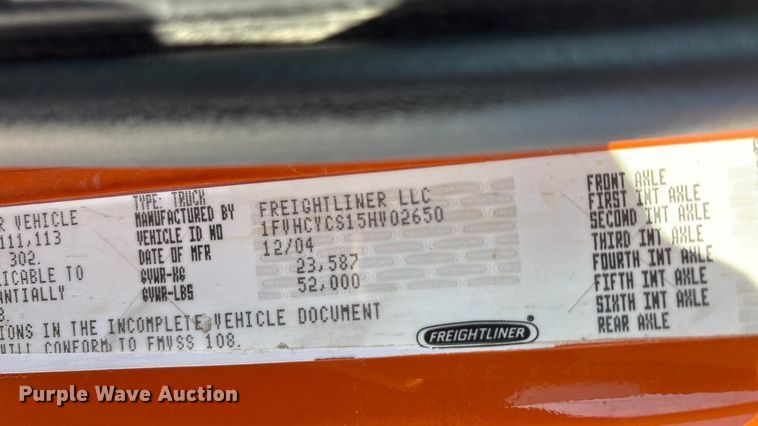 R VEHICLE
111,113
302.
LICABLE TO
ANTIALLY
TYPE: TRUCK
MANUFACTURED BY FREIGHTLINER LLC
VEHICLE ID NO 1FVHCYCS15HV02650
DATE OF MFR 12/04
GVWR-KG 23,587
GVWR-LBS 52,000
TIONS IN THE INCOMPLETE VEHICLE DOCUMENT
WILL CONFORM TO FMVSS 108.
FREIGHTLINER
FRONT AXLE
FIRST INT AXLE
SECOND INT AXLE
THIRD INT AXLE
FOURTH INT AXLE
FIFTH INT AXLE
SIXTH INT AXLE
REAR AXLE
Purple Wave Auction